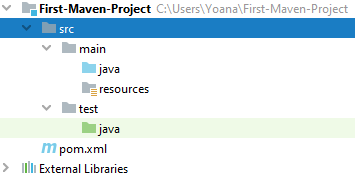 First-Maven-Project C:\Users\Yoana\First-Maven-Project
src
main
java
resources
test
java
pom.xml
External Libraries